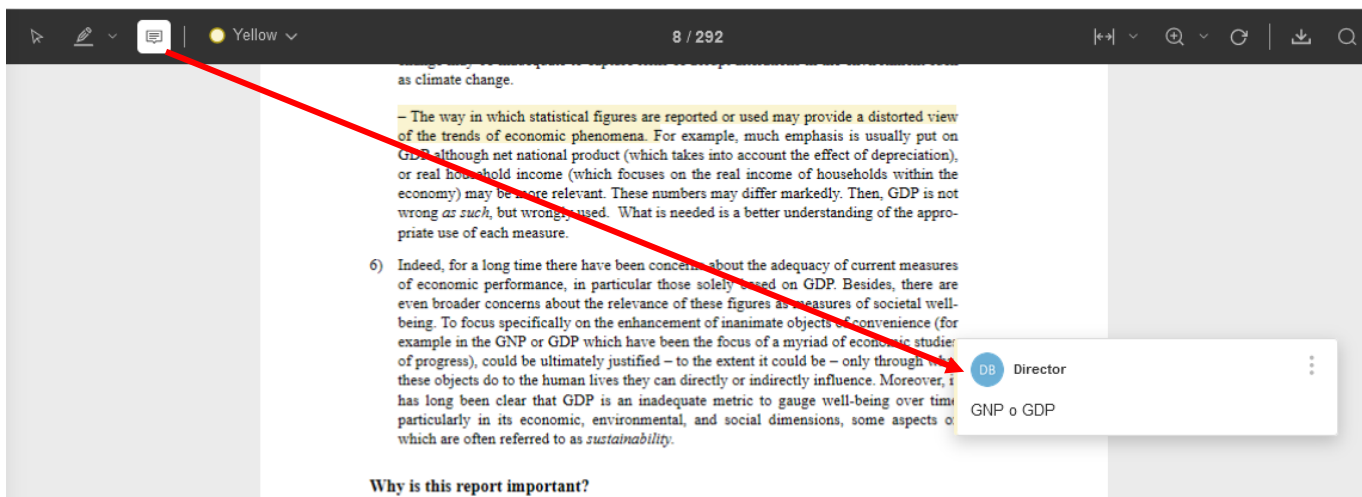 Yellow
8 / 292
as climate change.
– The way in which statistical figures are reported or used may provide a distorted view
of the trends of economic phenomena. For example, much emphasis is usually put on
GDP although net national product (which takes into account the effect of depreciation),
or real household income (which focuses on the real income of households within the
economy) may be more relevant. These numbers may differ markedly. Then, GDP is not
wrong as such, but wrongly used. What is needed is a better understanding of the appro-
priate use of each measure.
6) Indeed, for a long time there have been concerns about the adequacy of current measures
of economic performance, in particular those solely based on GDP. Besides, there are
even broader concerns about the relevance of these figures as measures of societal well-
being. To focus specifically on the enhancement of inanimate objects of convenience (for
example in the GNP or GDP which have been the focus of a myriad of economic studies
of progress), could be ultimately justified – to the extent it could be – only through
these objects do to the human lives they can directly or indirectly influence. Moreover,
has long been clear that GDP is an inadequate metric to gauge well-being over time
particularly in its economic, environmental, and social dimensions, some aspects
which are often referred to as sustainability.
DB Director
GNP o GDP
Why is this report important?